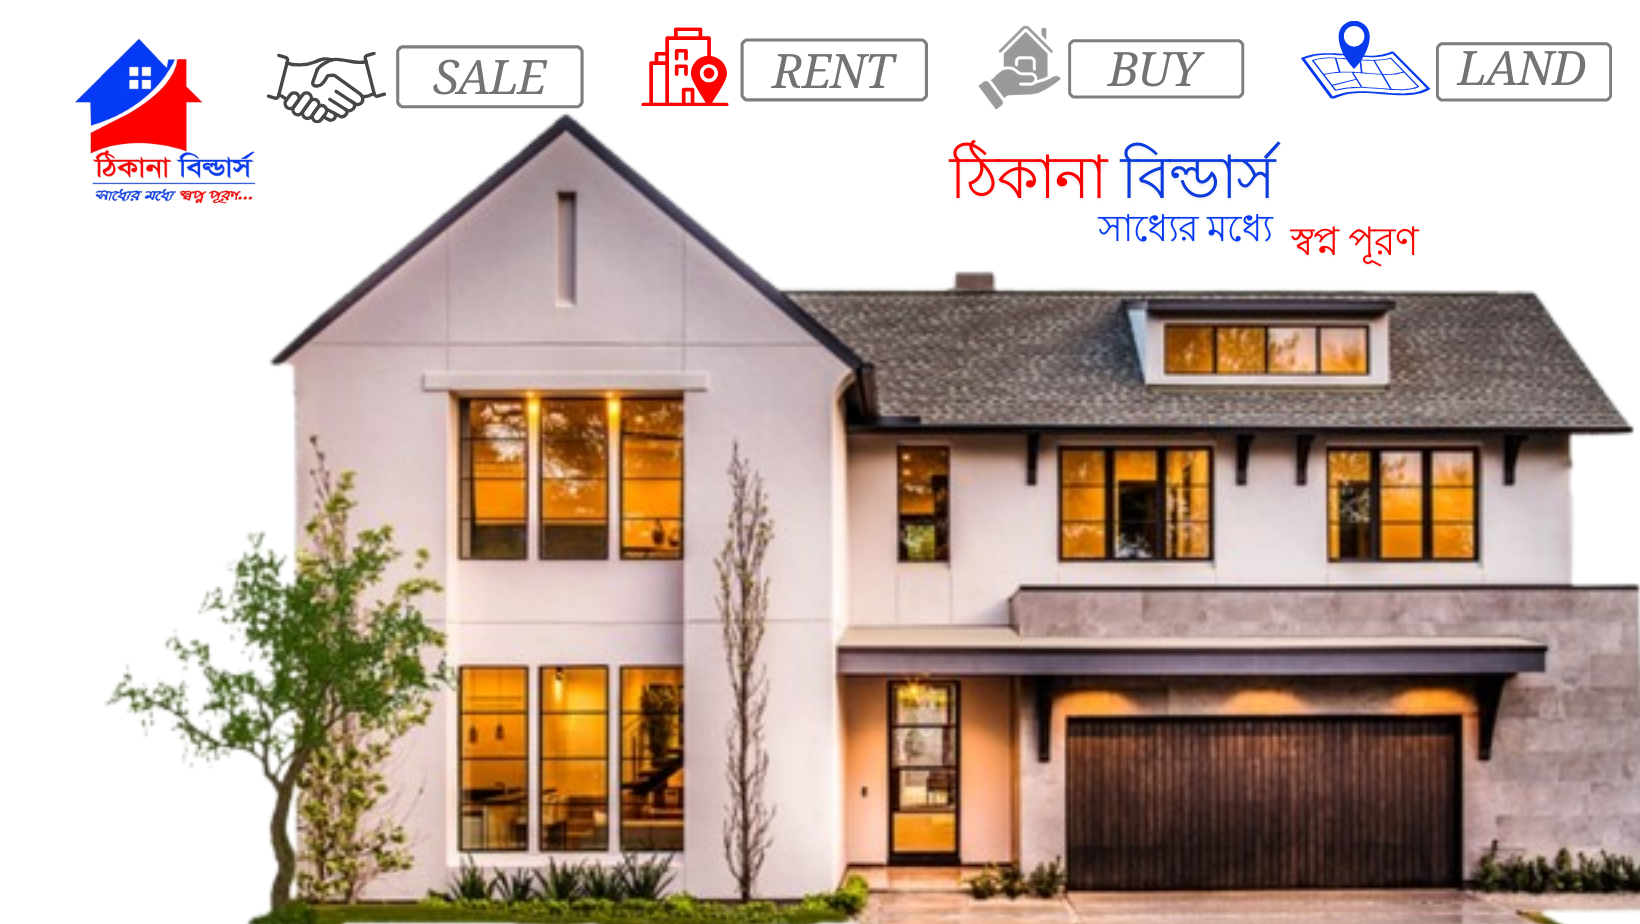 SALE
RENT
BUY
LAND
ঠিকানা বিল্ডার্স
সাধ্যের মধ্যে স্বপ্ন পূরণ...
ঠিকানা বিল্ডার্স
সাধ্যের মধ্যে স্বপ্ন পূরণ